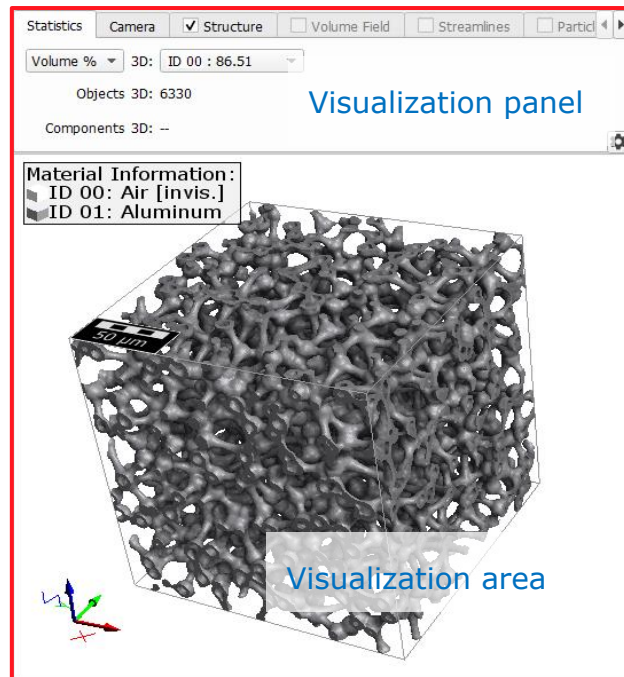 Statistics Camera Structure Volume Field Streamlines Particl
Volume % 3D: ID 00 : 86.51
Objects 3D: 6330
Visualization panel
Components 3D: --
Material Information:
ID 00: Air [invis.]
ID 01: Aluminum
50 µm
Visualization area
Z
X